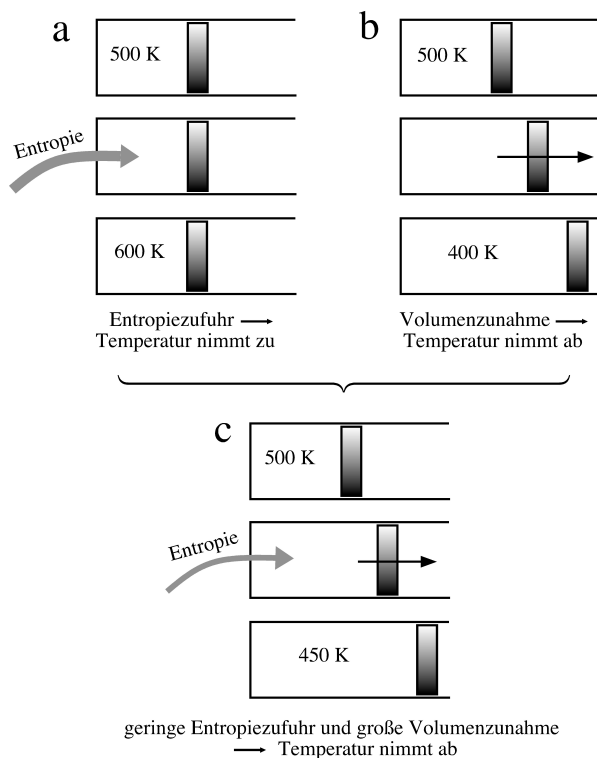 a
500 K
Entropie
600 K
Entropiezufuhr →
Temperatur nimmt zu
b
500 K
400 K
Volumenzunahme →
Temperatur nimmt ab
c
500 K
Entropie
450 K
geringe Entropiezufuhr und große Volumenzunahme
→ Temperatur nimmt ab